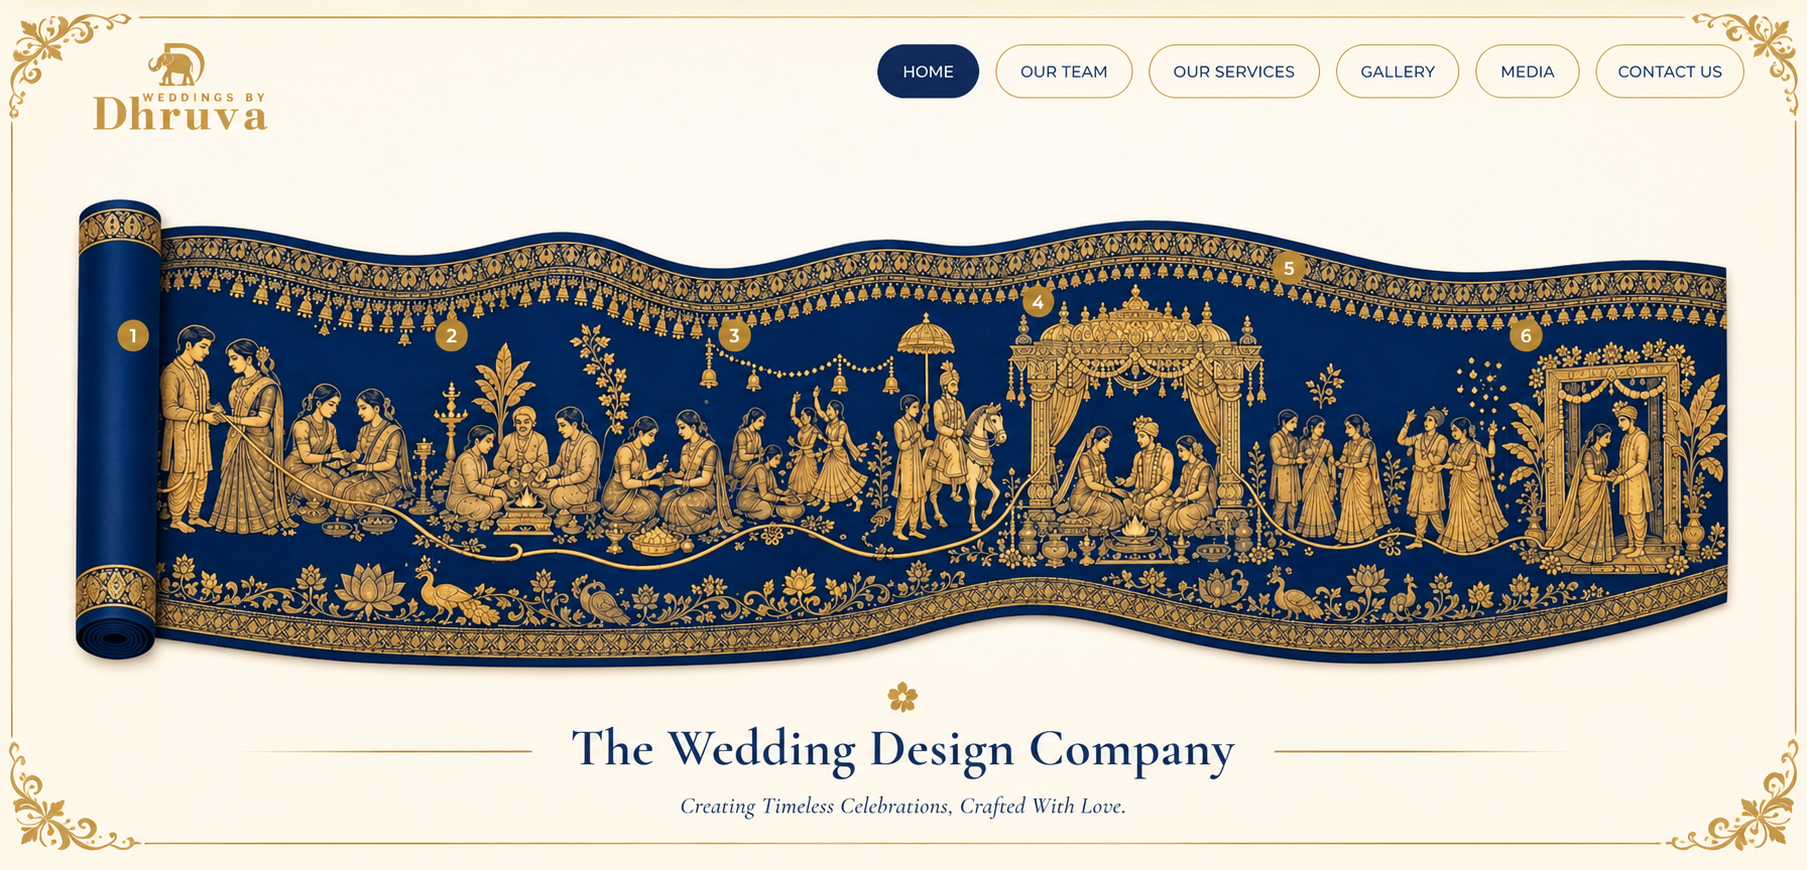 WEDDINGS BY
Dhruva
HOME
OUR TEAM
OUR SERVICES
GALLERY
MEDIA
CONTACT US
1
2
3
4
5
6
The Wedding Design Company
Creating Timeless Celebrations, Crafted With Love.